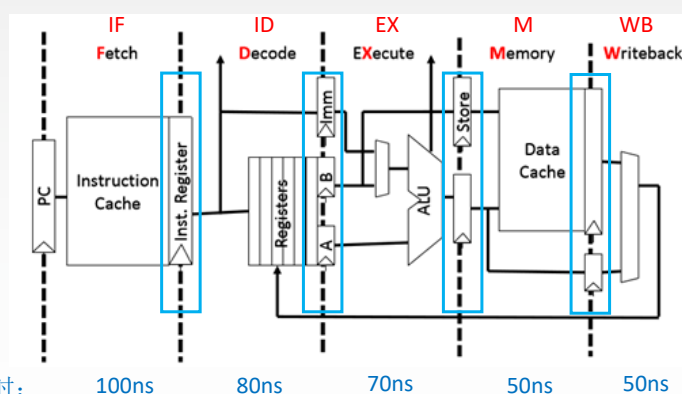 IF ID EX M WB
Fetch Decode EXecute Memory Writeback
PC
Instruction
Cache
Inst. Register
Registers
Imm
B
A
ALU
Store
Data
Cache
时: 100ns 80ns 70ns 50ns 50ns